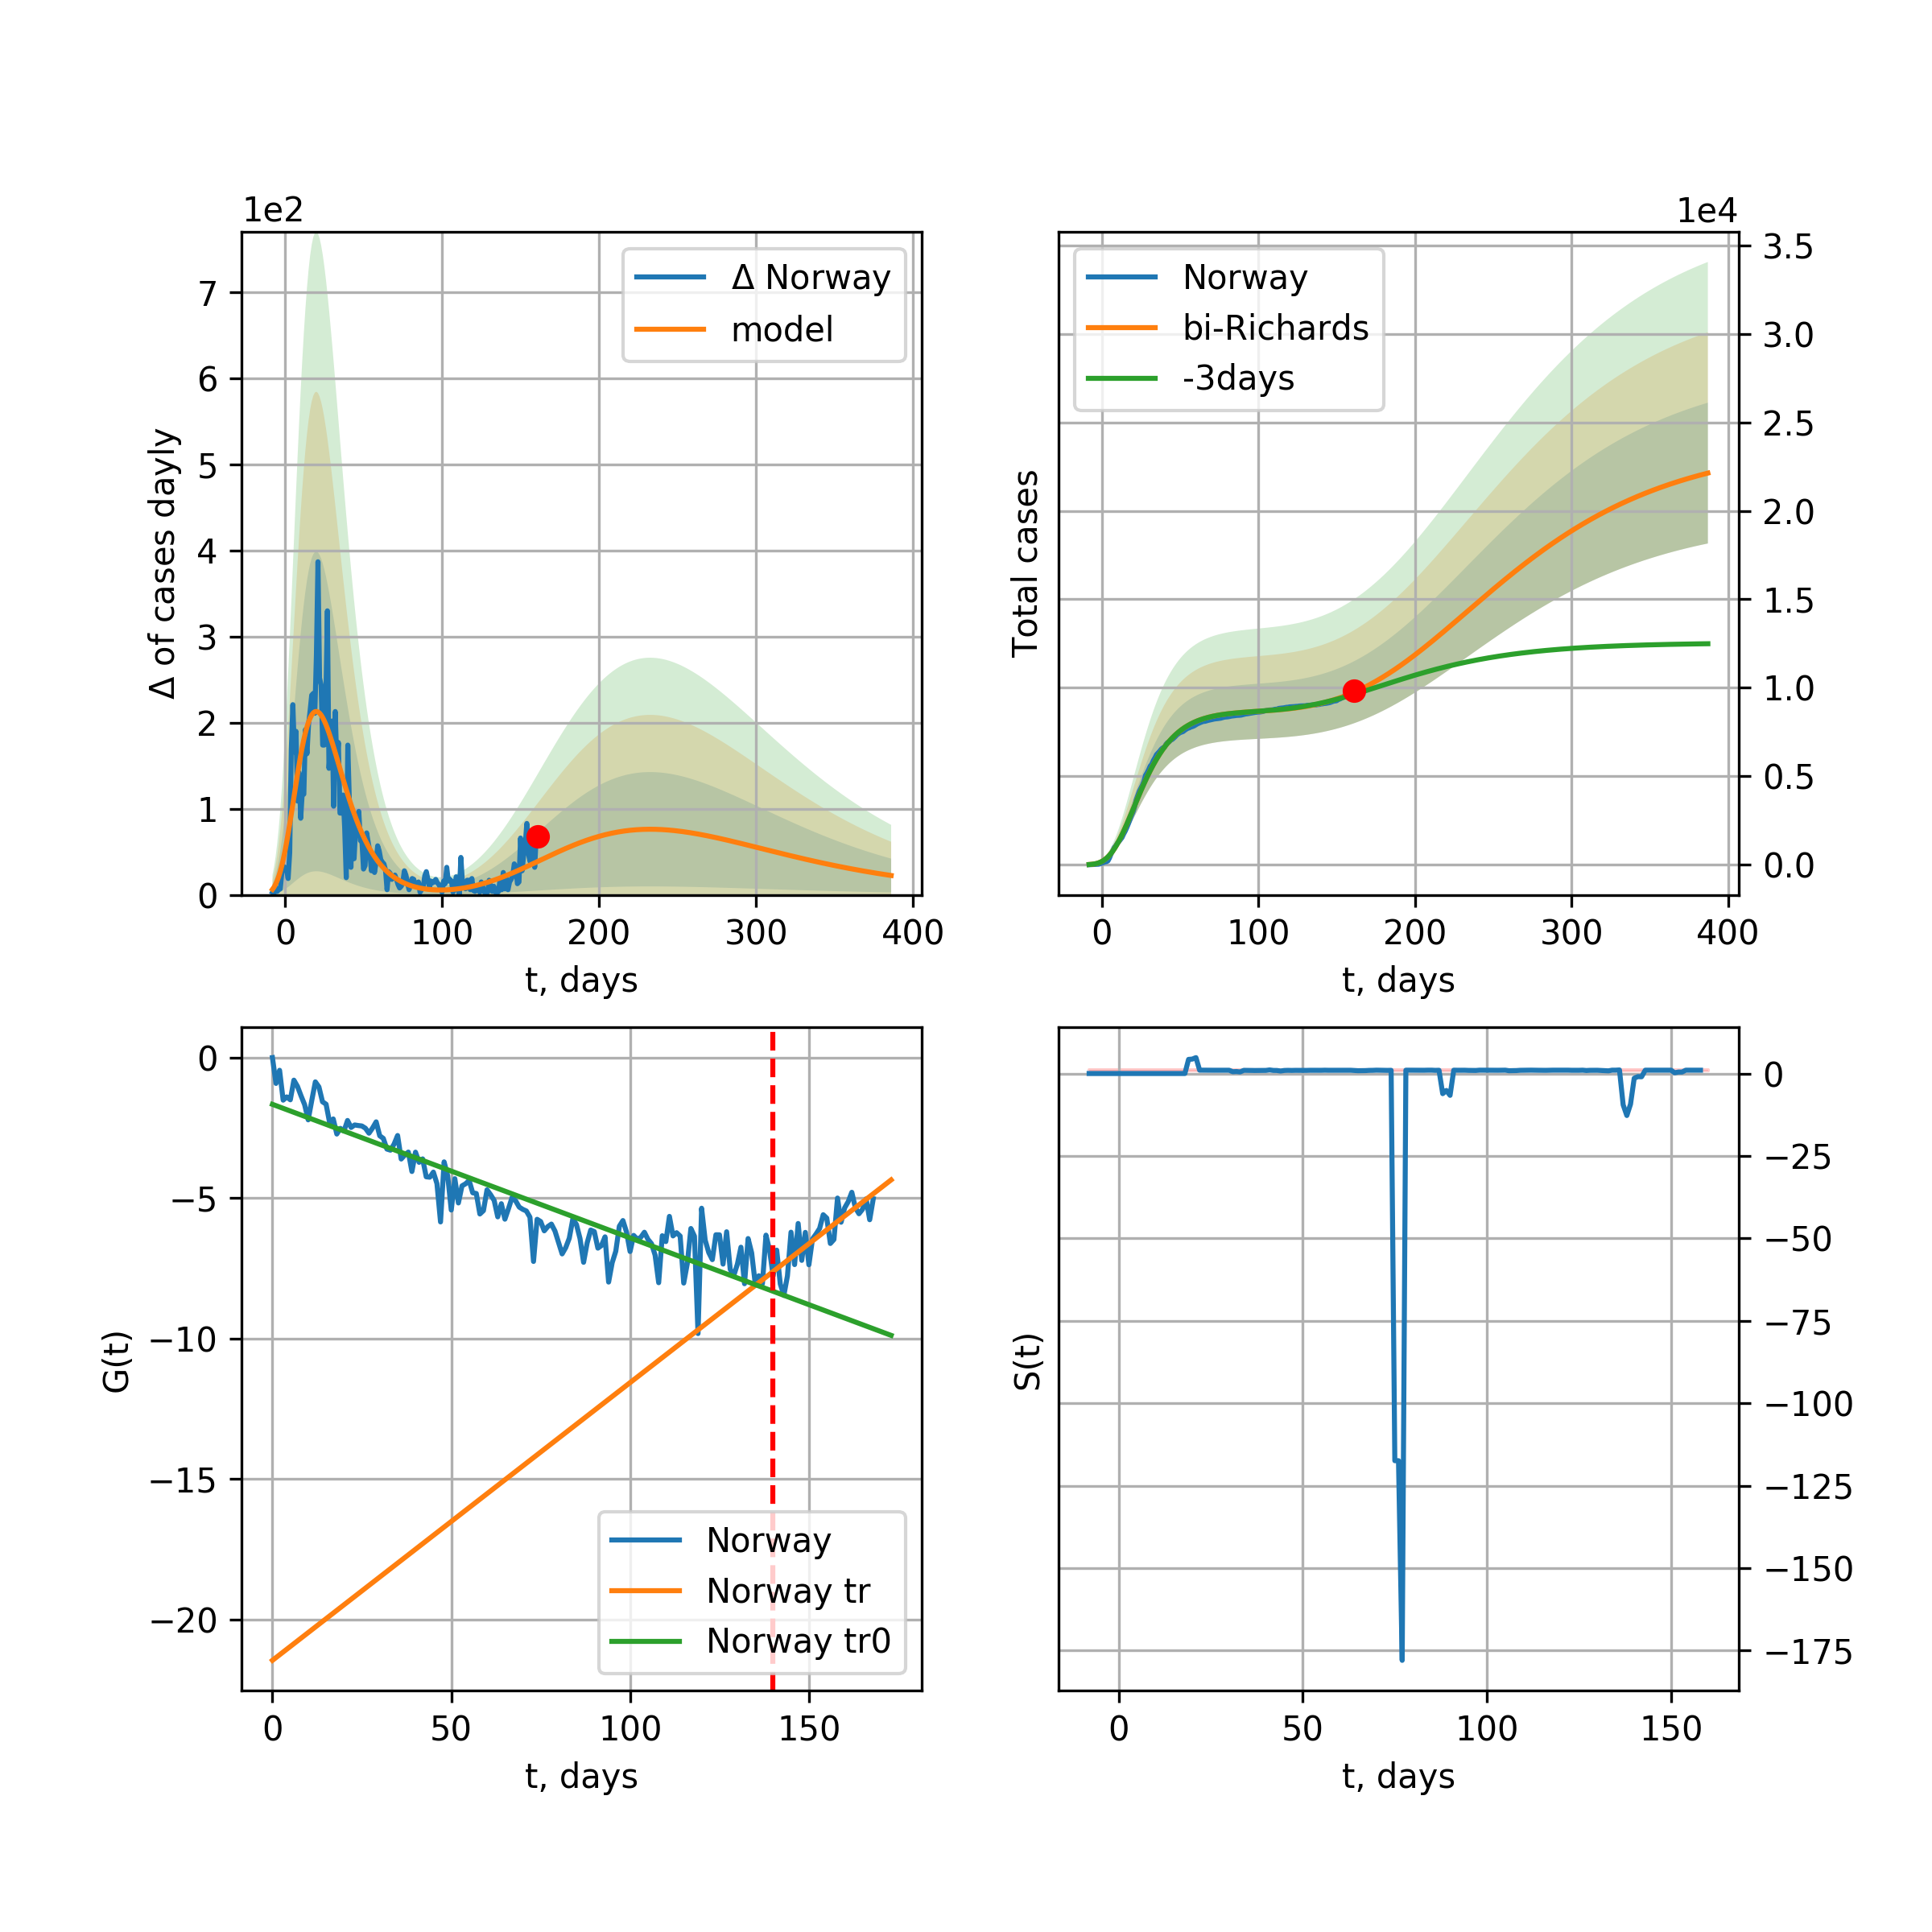 1e2
Δ of cases dayly
7
6
5
4
3
2
1
0
0 100 200 300 400
t, days
Δ Norway
model
1e4
Total cases
3.5
3.0
2.5
2.0
1.5
1.0
0.5
0.0
0 100 200 300 400
t, days
Norway
bi-Richards
-3days
G(t)
0
−5
−10
−15
−20
0 50 100 150
t, days
Norway
Norway tr
Norway tr0
S(t)
0
−25
−50
−75
−100
−125
−150
−175
0 50 100 150
t, days